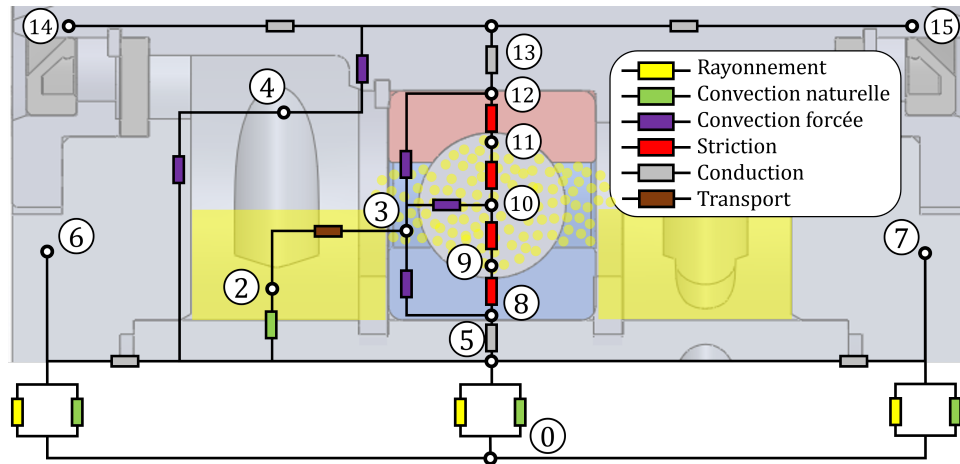 14
15
13
4
12
11
3
10
6
7
2
9
8
5
0
Rayonnement
Convection naturelle
Convection forcée
Striction
Conduction
Transport